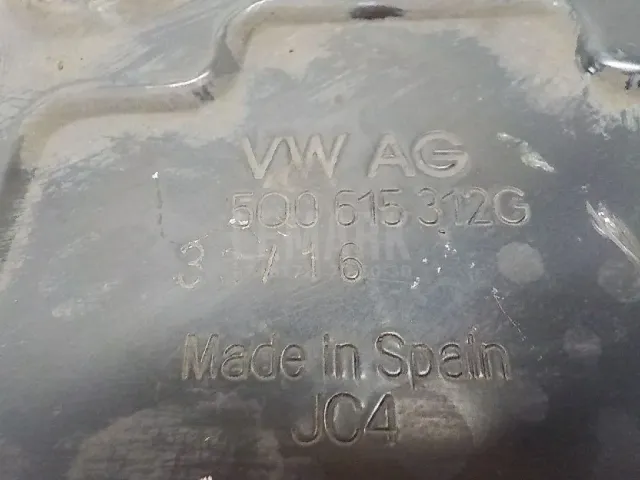 VW AG
5Q0 615 312G
Made in Spain
JC4